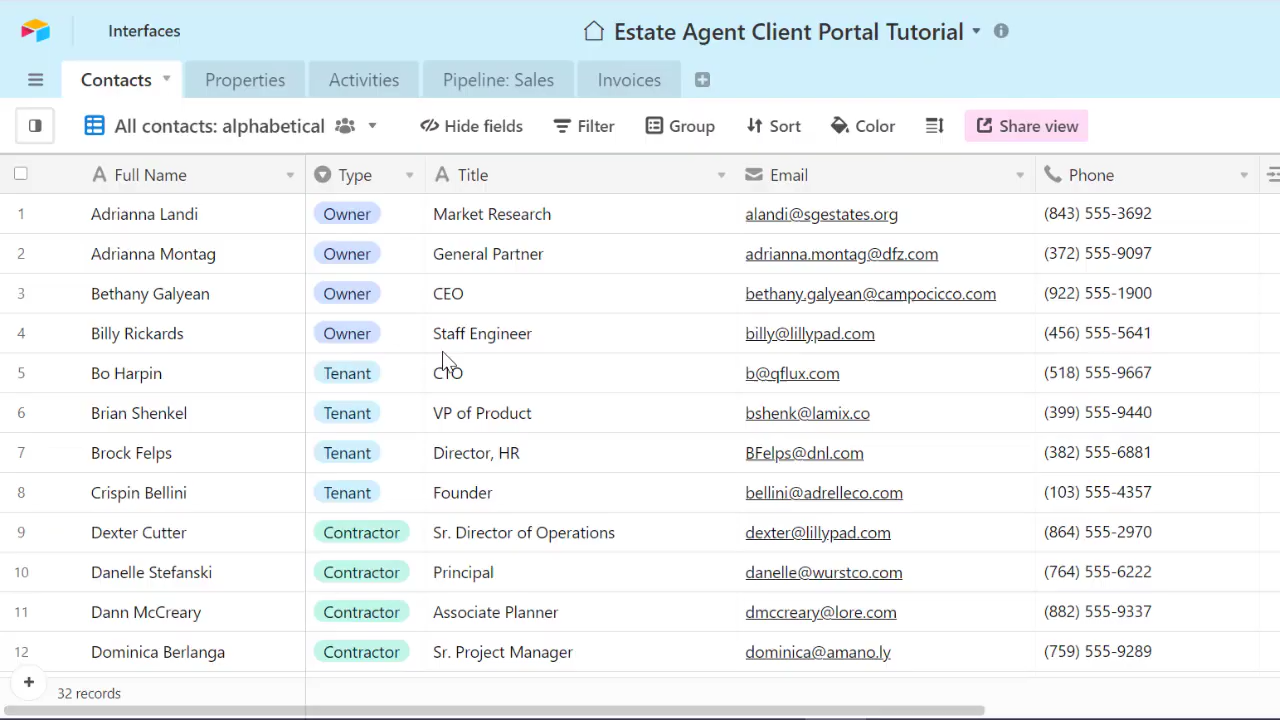 Interfaces
Estate Agent Client Portal Tutorial
Contacts Properties Activities Pipeline: Sales Invoices
All contacts: alphabetical Hide fields Filter Group Sort Color Share view
Full Name Type Title Email Phone
1 Adrianna Landi Owner Market Research alandi@sgestates.org (843) 555-3692
2 Adrianna Montag Owner General Partner adrianna.montag@dfz.com (372) 555-9097
3 Bethany Galyean Owner CEO bethany.galyean@campocicco.com (922) 555-1900
4 Billy Rickards Owner Staff Engineer billy@lillypad.com (456) 555-5641
5 Bo Harpin Tenant CTO b@qflux.com (518) 555-9667
6 Brian Shenkel Tenant VP of Product bshenk@lamix.co (399) 555-9440
7 Brock Felps Tenant Director, HR BFelps@dnl.com (382) 555-6881
8 Crispin Bellini Tenant Founder bellini@adrelleco.com (103) 555-4357
9 Dexter Cutter Contractor Sr. Director of Operations dexter@lillypad.com (864) 555-2970
10 Danelle Stefanski Contractor Principal danelle@wurstco.com (764) 555-6222
11 Dann McCreary Contractor Associate Planner dmccreary@lore.com (882) 555-9337
12 Dominica Berlanga Contractor Sr. Project Manager dominica@amano.ly (759) 555-9289
32 records